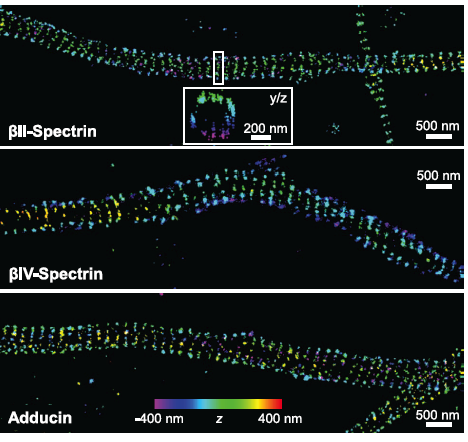 y/z
βII-Spectrin
200 nm
500 nm
500 nm
βIV-Spectrin
Adducin
-400 nm z 400 nm
500 nm